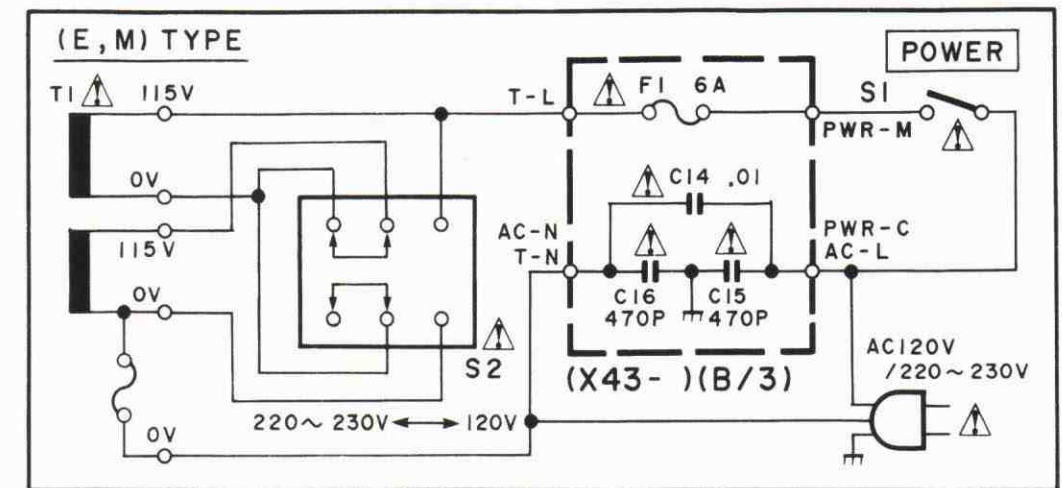 (E,M) TYPE
POWER
T1 ! 115V
T-L
! F1 6A
S1
PWR-M
!
0V
115V
! C14 .01
AC-N
T-N
PWR-C
AC-L
! !
C16 C15
470P 470P
0V
S2 !
(X43- )(B/3)
AC120V
/220~230V
220~230V ↔ 120V
!
0V